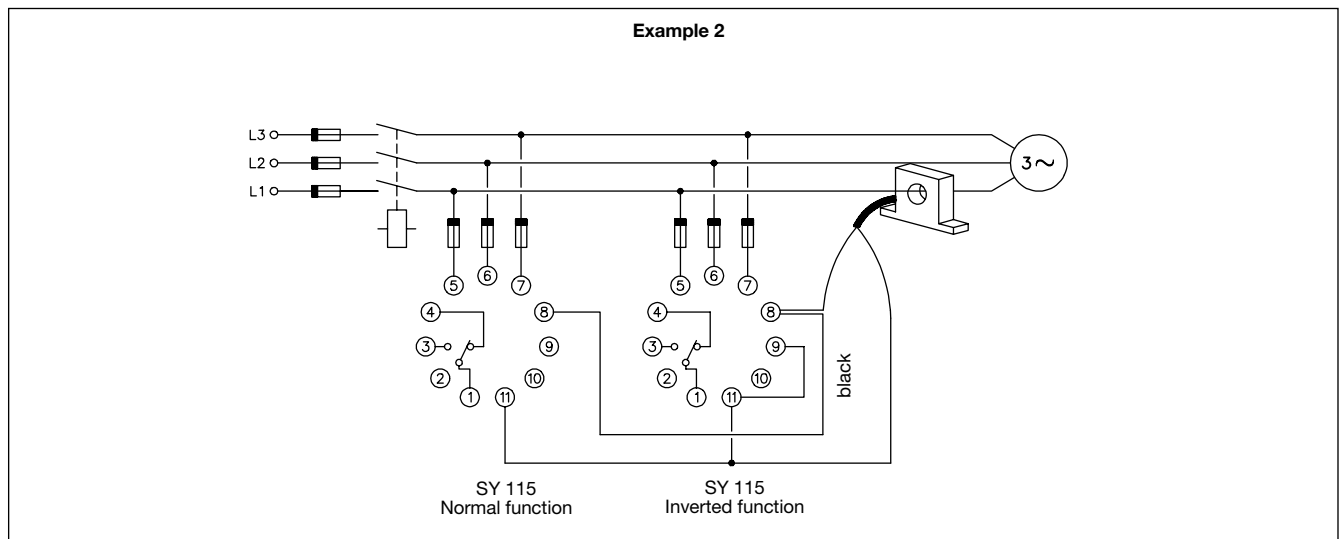 Example 2
L3
L2
L1
3~
5 6 7 5 6 7
4 8 4 8
3 9 3 9
2 10 2 10
1 11 1 11
black
SY 115
Normal function
SY 115
Inverted function